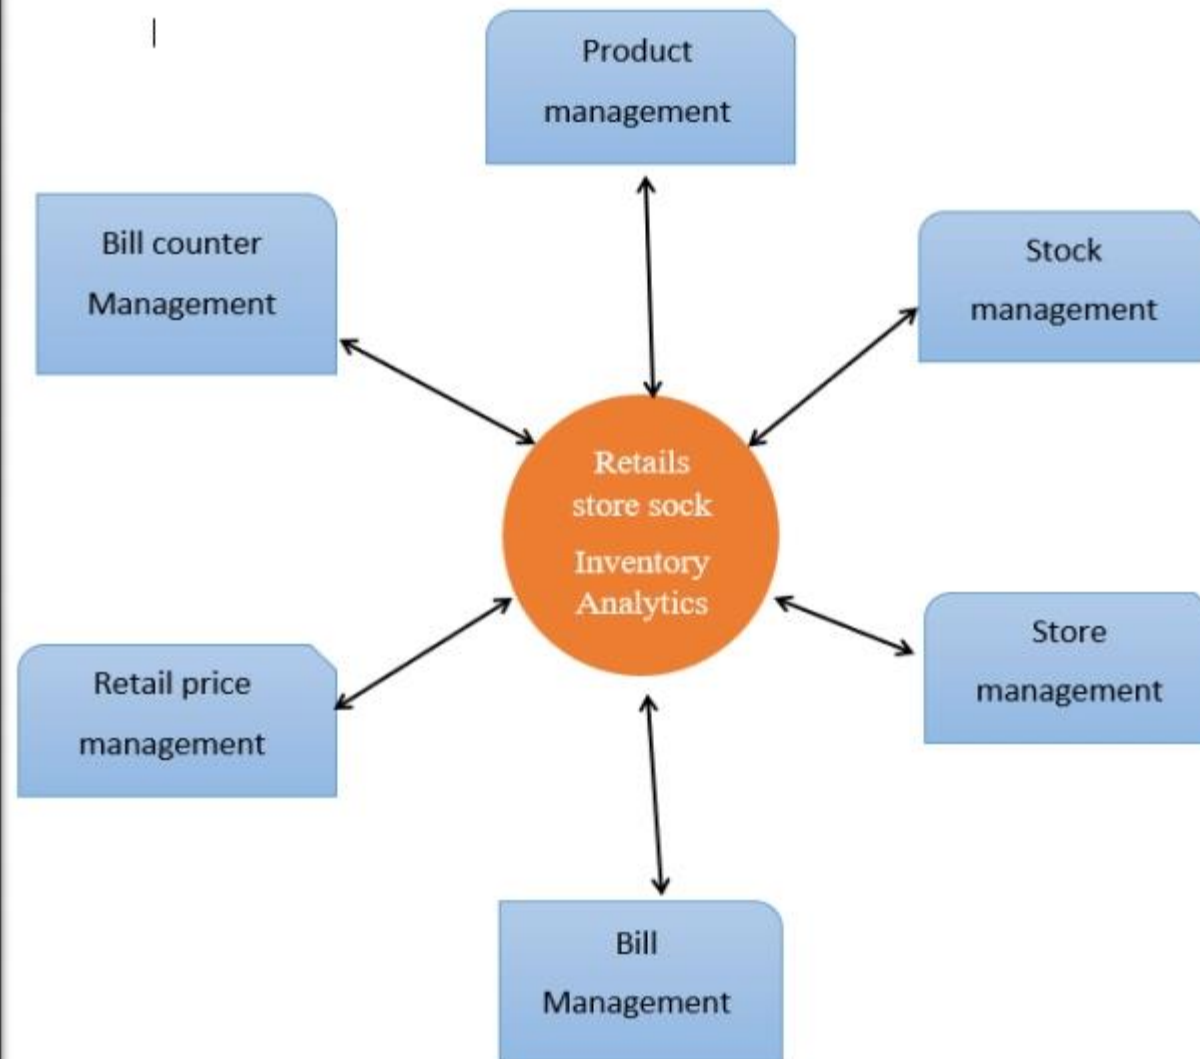 Product
management
Bill counter
Management
Stock
management
Retails
store sock
Inventory
Analytics
Retail price
management
Store
management
Bill
Management